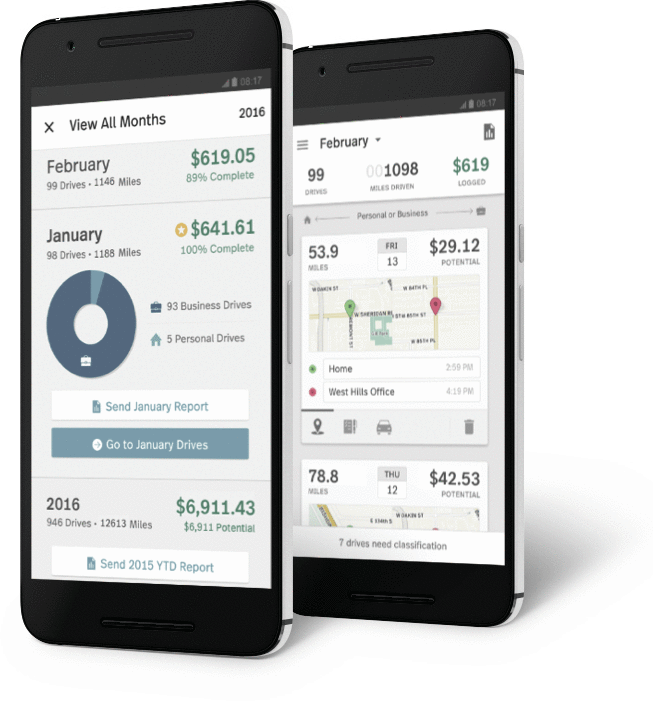 08:17
View All Months
2016
February
$619.05
99 Drives • 1146 Miles
89% Complete
January
$641.61
98 Drives • 1188 Miles
100% Complete
93 Business Drives
5 Personal Drives
Send January Report
Go to January Drives
2016
$6,911.43
946 Drives • 12613 Miles
$6,911 Potential
Send 2015 YTD Report
08:17
February
99
001098
$619
DRIVES
MILES DRIVEN
LOGGED
Personal or Business
53.9
FRI
$29.12
MILES
13
POTENTIAL
W 84TH PL
W SHERIDAN BL
W 85TH PL
Home
2:59 PM
West Hills Office
4:19 PM
78.8
THU
$42.53
MILES
12
POTENTIAL
7 drives need classification